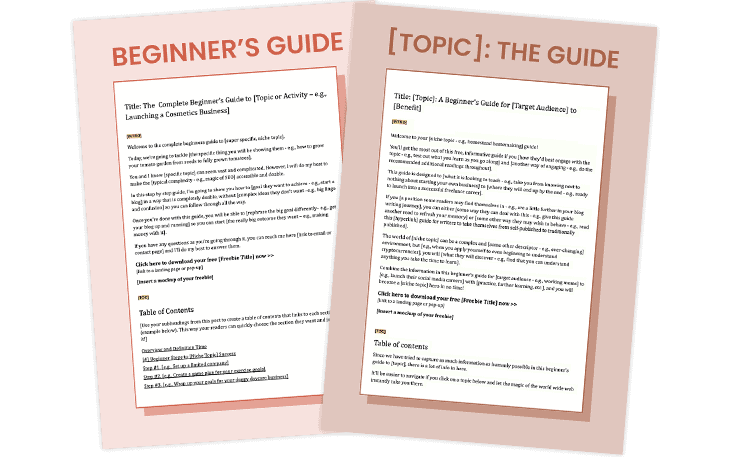 BEGINNER'S GUIDE
Title: The Complete Beginner's Guide to [Topic or Activity – e.g.,
Launching a Cosmetics Business]
[INTRO]
Welcome to the complete beginners guide to [super specific, niche topic].
Today, we're going to tackle [the specific thing you will be showing them - e.g., how to grow
your tomato garden from seeds to fully grown tomatoes].
You and I know [specific topic] can seem vast and complicated. However, I will do my best to
make the [typical complexity - e.g., magic of SEO] accessible and doable.
In this step by step guide, I'm going to show you how to [goal they want to achieve - e.g., start a
blog] in a way that is completely doable, without [complex ideas they don't want - e.g., big
and confusion] so you can follow through all the way.
Once you're done with this guide, you will be able to [rephrase the big goal differently - e.g., get
your blog up and running] so you can start [the really big outcome they want – e.g., making
money with it].
If you have any questions as you're going through it, you can reach me here [link to email or
contact page] and I'll do my best to answer them.
Click here to download your free [Freebie Title] now >>
[link to a landing page or pop up]
[Insert a mockup of your freebie]
[TOC]
Table of Contents
[Use your subheadings from this post to create a table of contents that links to each section
(example below). This way your readers can quickly choose the section they want and
it!]
Overview and Definition Time
[#] Beginner Steps to [Niche Topic] Success
Step #1. [e.g., Set up a limited company]
Step #2. [e.g. Create a game plan for your need to goals]
Step #3. [e.g., Wrap up your goals for your doggy daycare business]
[TOPIC]: THE GUIDE
Title: [Topic]: A Beginner's Guide for [Target Audience] to
[Benefit]
[INTRO]
Welcome to your [niche topic - e.g., homestead homemaking] guide!
You'll get the most out of this free, informative guide if you [how they'd best engage with the
topic - e.g., test out what you learn as you go along] and [another way of engaging - e.g., do the
recommended additional readings throughout].
This guide is designed to [what it is looking to teach - e.g., take you from knowing next to
nothing about starting your own business] to [where they will end up by the end - e.g., ready
to launch into a successful freelance career].
If you [a position some readers may find themselves in - e.g., are a little further in your blog
writing journey], you can either [some way they can deal with this - e.g., give this guide
another read to refresh your memory] or [some other way they may wish to behave - e.g., read
this [hyperlink] guide for writers to take themselves from self-published to traditionally
published].
The world of [niche topic] can be a complex and [some other descriptor - e.g., ever-changing]
environment, but [e.g., when you apply yourself to even beginning to understand
cryptocurrencies], you will [what they will discover - e.g., find that you can understand
anything you take the time to learn].
Combine the information in this beginner's guide for [target audience - e.g., working moms] to
[e.g., launch their social media careers] with [practice, further learning, etc.], and you will
become a [niche topic] hero in no time!
Click here to download your free [Freebie Title] now >>
[link to a landing page or pop up]
[Insert a mockup of your freebie]
[TOC]
Table of contents
Since we have tried to capture as much information as humanly possible in this beginner's
guide to [topic], there is a lot of info in here.
It'll be easier to navigate if you click on a topic below and let the magic of the world wide web
instantly take you there.